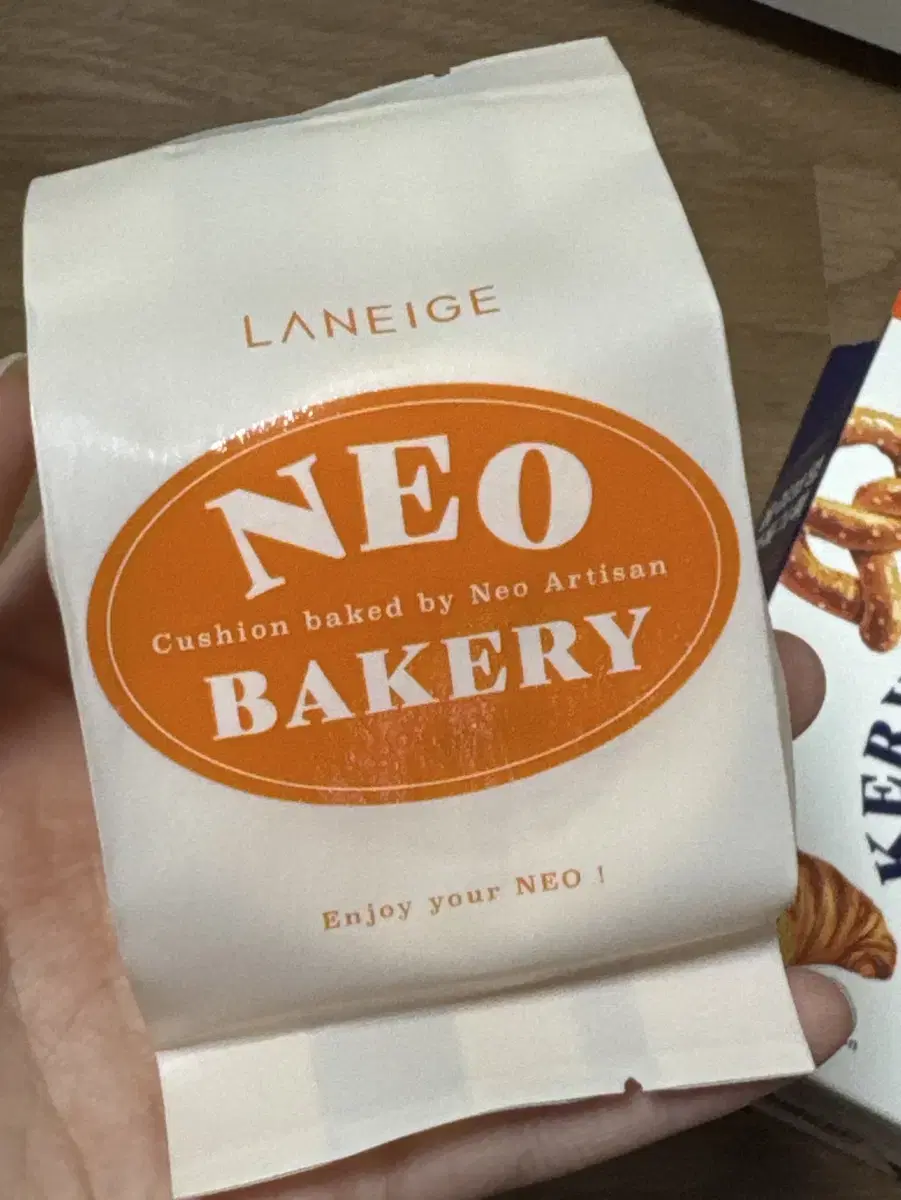 LANEIGE
NEO
Cushion baked by Neo Artisan
BAKERY
Enjoy your NEO !